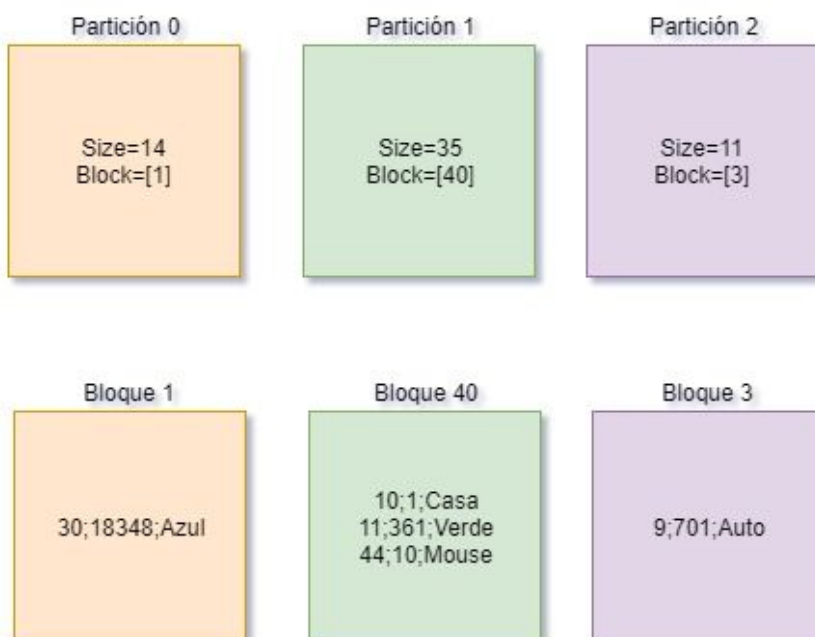 Partición 0
Partición 1
Partición 2
Size=14
Block=[1]
Size=35
Block=[40]
Size=11
Block=[3]
Bloque 1
Bloque 40
Bloque 3
30;18348;Azul
10;1;Casa
11;361;Verde
44;10;Mouse
9;701;Auto